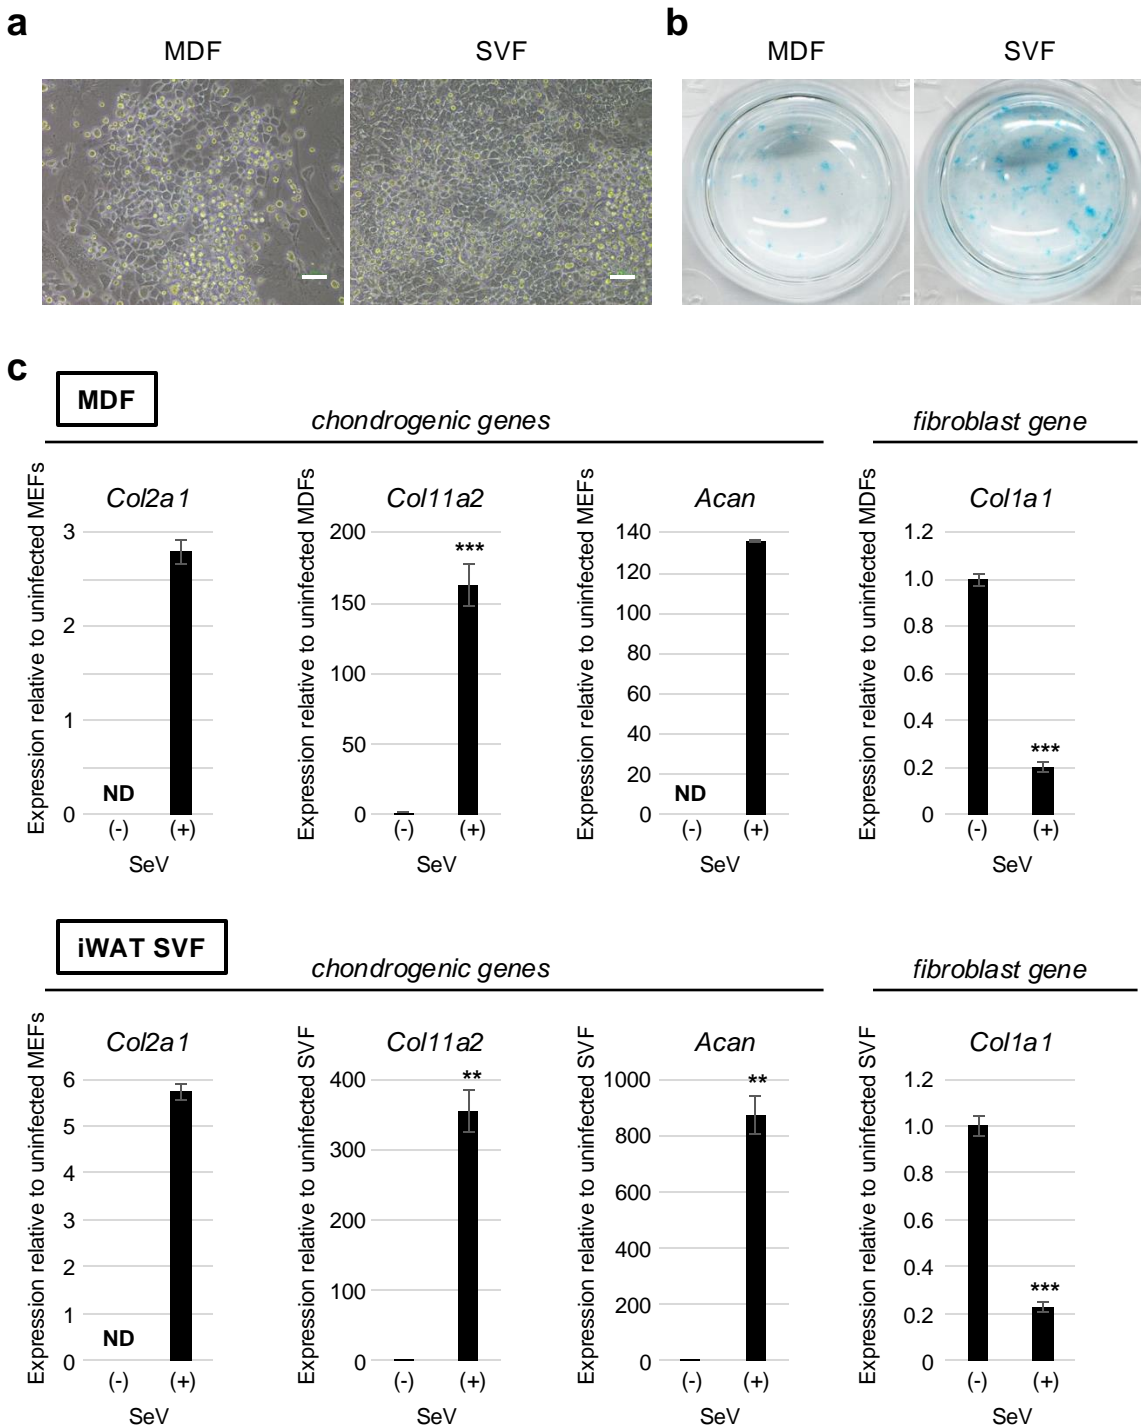 a
b
MDF
SVF
MDF
SVF
c
MDF
chondrogenic genes
fibroblast gene
Expression relative to uninfected MEFs
Col2a1
3
2
1
0
ND
(-)
(+)
SeV
Expression relative to uninfected MDFs
Col11a2
200
150
100
50
0
***
(-)
(+)
SeV
Expression relative to uninfected MEFs
Acan
140
120
100
80
60
40
20
0
ND
(-)
(+)
SeV
Expression relative to uninfected MDFs
Col1a1
1.2
1.0
0.8
0.6
0.4
0.2
0
***
(-)
(+)
SeV
iWAT SVF
chondrogenic genes
fibroblast gene
Expression relative to uninfected MEFs
Col2a1
6
5
4
3
2
1
0
ND
(-)
(+)
SeV
Expression relative to uninfected SVF
Col11a2
400
300
200
100
0
**
(-)
(+)
SeV
Expression relative to uninfected SVF
Acan
1000
800
600
400
200
0
**
(-)
(+)
SeV
Expression relative to uninfected SVF
Col1a1
1.2
1.0
0.8
0.6
0.4
0.2
0
***
(-)
(+)
SeV